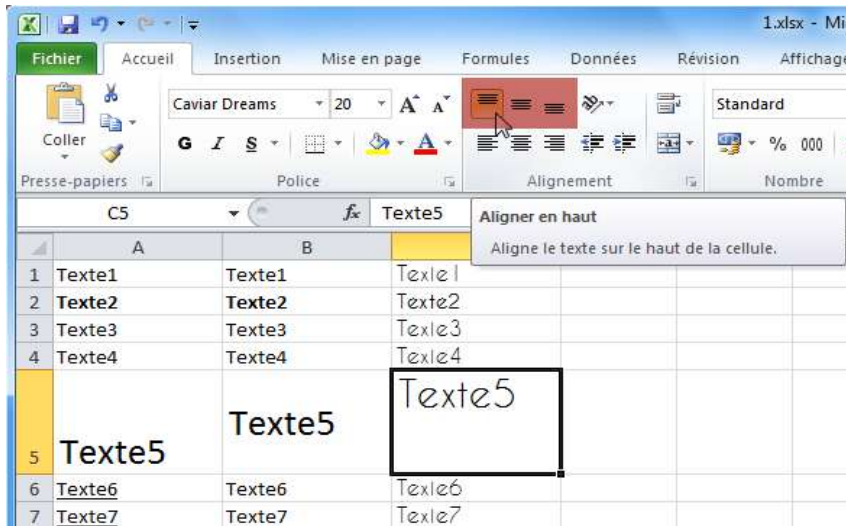 1.xlsx - Mi
Fichier Accueil Insertion Mise en page Formules Données Révision Affichage
Caviar Dreams 20 A A Standard
Coller G I S A % 000
Presse-papiers Police Alignement Nombre
C5 fx Texte5
Aligner en haut
Aligne le texte sur le haut de la cellule.
A B
1 Texte1 Texte1 Texte1
2 Texte2 Texte2 Texte2
3 Texte3 Texte3 Texte3
4 Texte4 Texte4 Texte4
5 Texte5 Texte5 Texte5
6 Texte6 Texte6 Texte6
7 Texte7 Texte7 Texte7